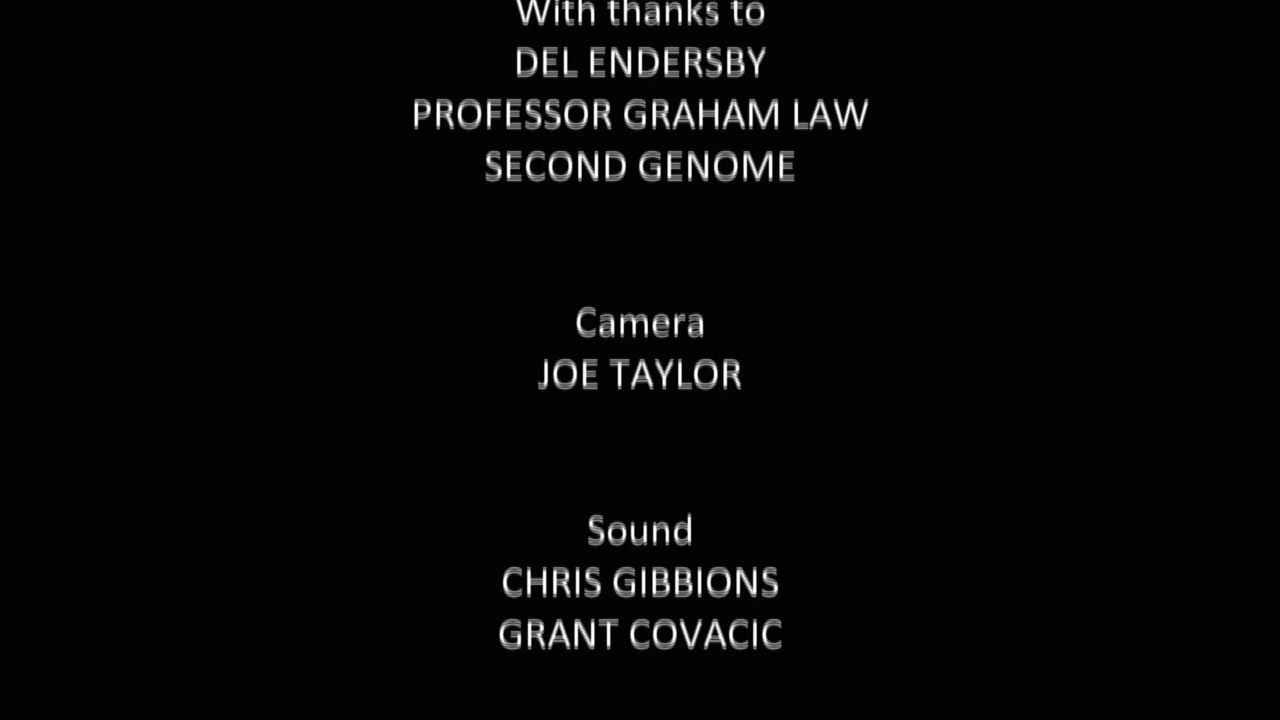 With thanks to
DEL ENDERSBY
PROFESSOR GRAHAM LAW
SECOND GENOME
Camera
JOE TAYLOR
Sound
CHRIS GIBBIONS
GRANT COVACIC